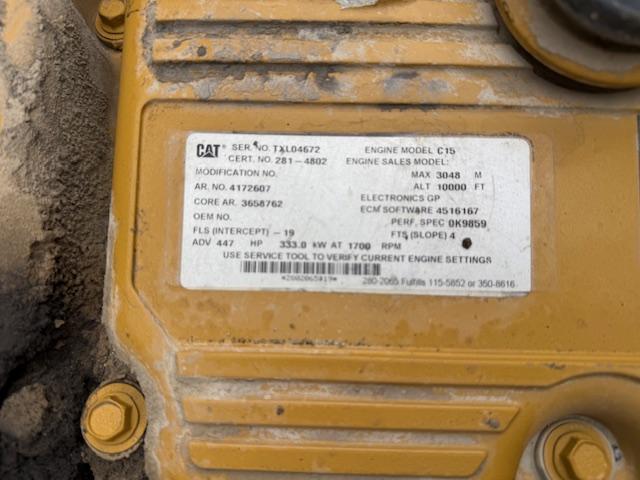 CAT SER. NO. TXL04672 ENGINE MODEL C15
CERT. NO. 281-4802 ENGINE SALES MODEL:
MODIFICATION NO. MAX 3048 M
AR. NO. 4172607 ALT 10000 FT
CORE AR. 3658762 ELECTRONICS GP
OEM NO. ECM SOFTWARE 4516167
PERF. SPEC 0K9859
FLS (INTERCEPT) -19 FTS (SLOPE) 4
ADV 447 HP 333.0 kW AT 1700 RPM
USE SERVICE TOOL TO VERIFY CURRENT ENGINE SETTINGS
280-2065 Fulfills 115-5852 or 350-8616